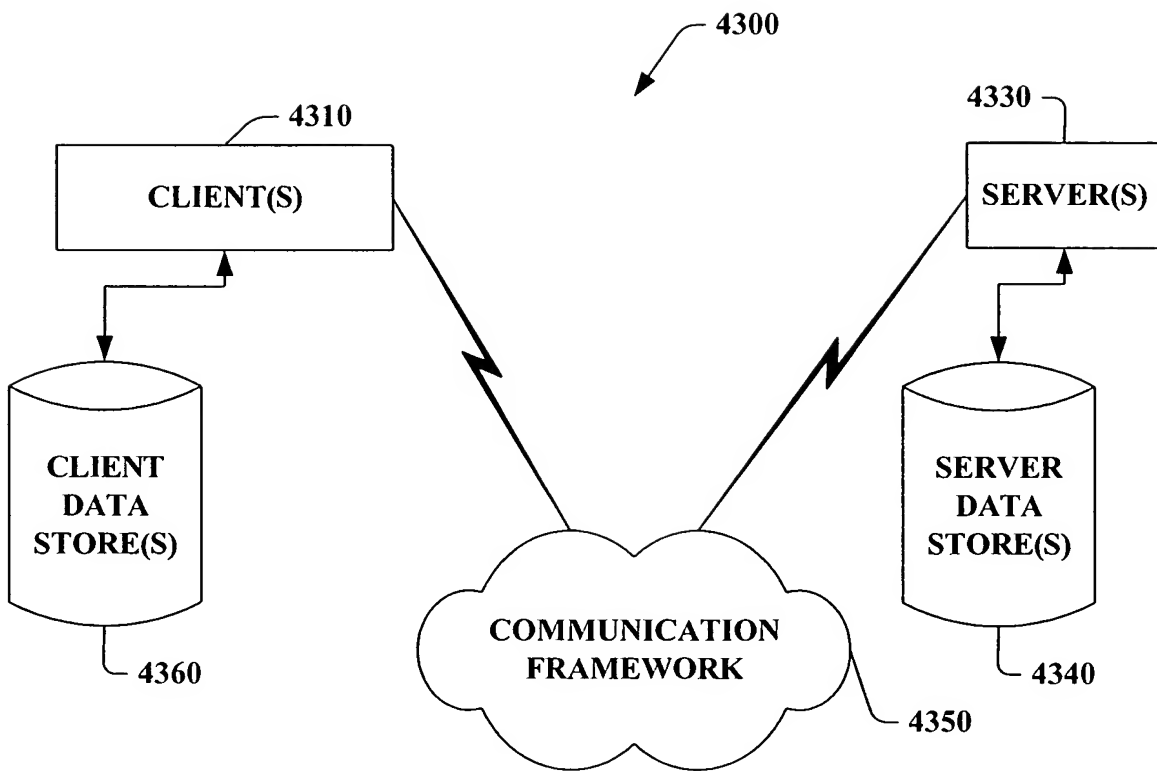 4300
4310
4330
CLIENT(S)
SERVER(S)
CLIENT
DATA
STORE(S)
SERVER
DATA
STORE(S)
COMMUNICATION
FRAMEWORK
4360
4340
4350